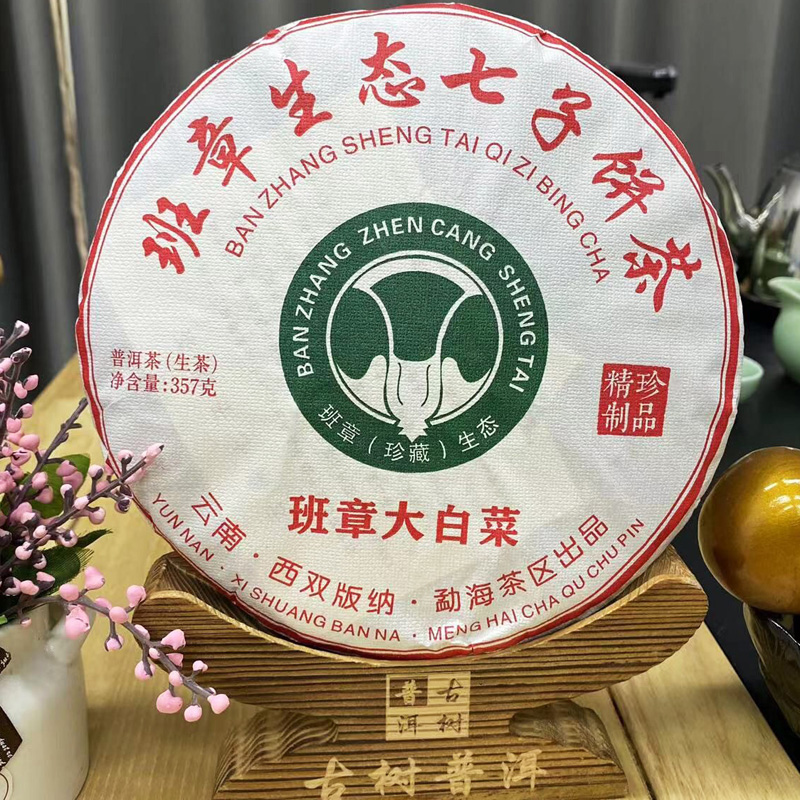 班章生态七子饼茶
BAN ZHANG SHENG TAI QI ZI BING CHA
BAN ZHANG ZHEN CANG SHENG TAI
班章（珍藏）生态
普洱茶(生茶)
净含量:357克
珍品
精制
班章大白菜
云南·西双版纳·勐海茶区出品
YUN NAN · XI SHUANG BAN NA · MENG HAI CHA QU CHU PIN
古树
普洱
古树普洱